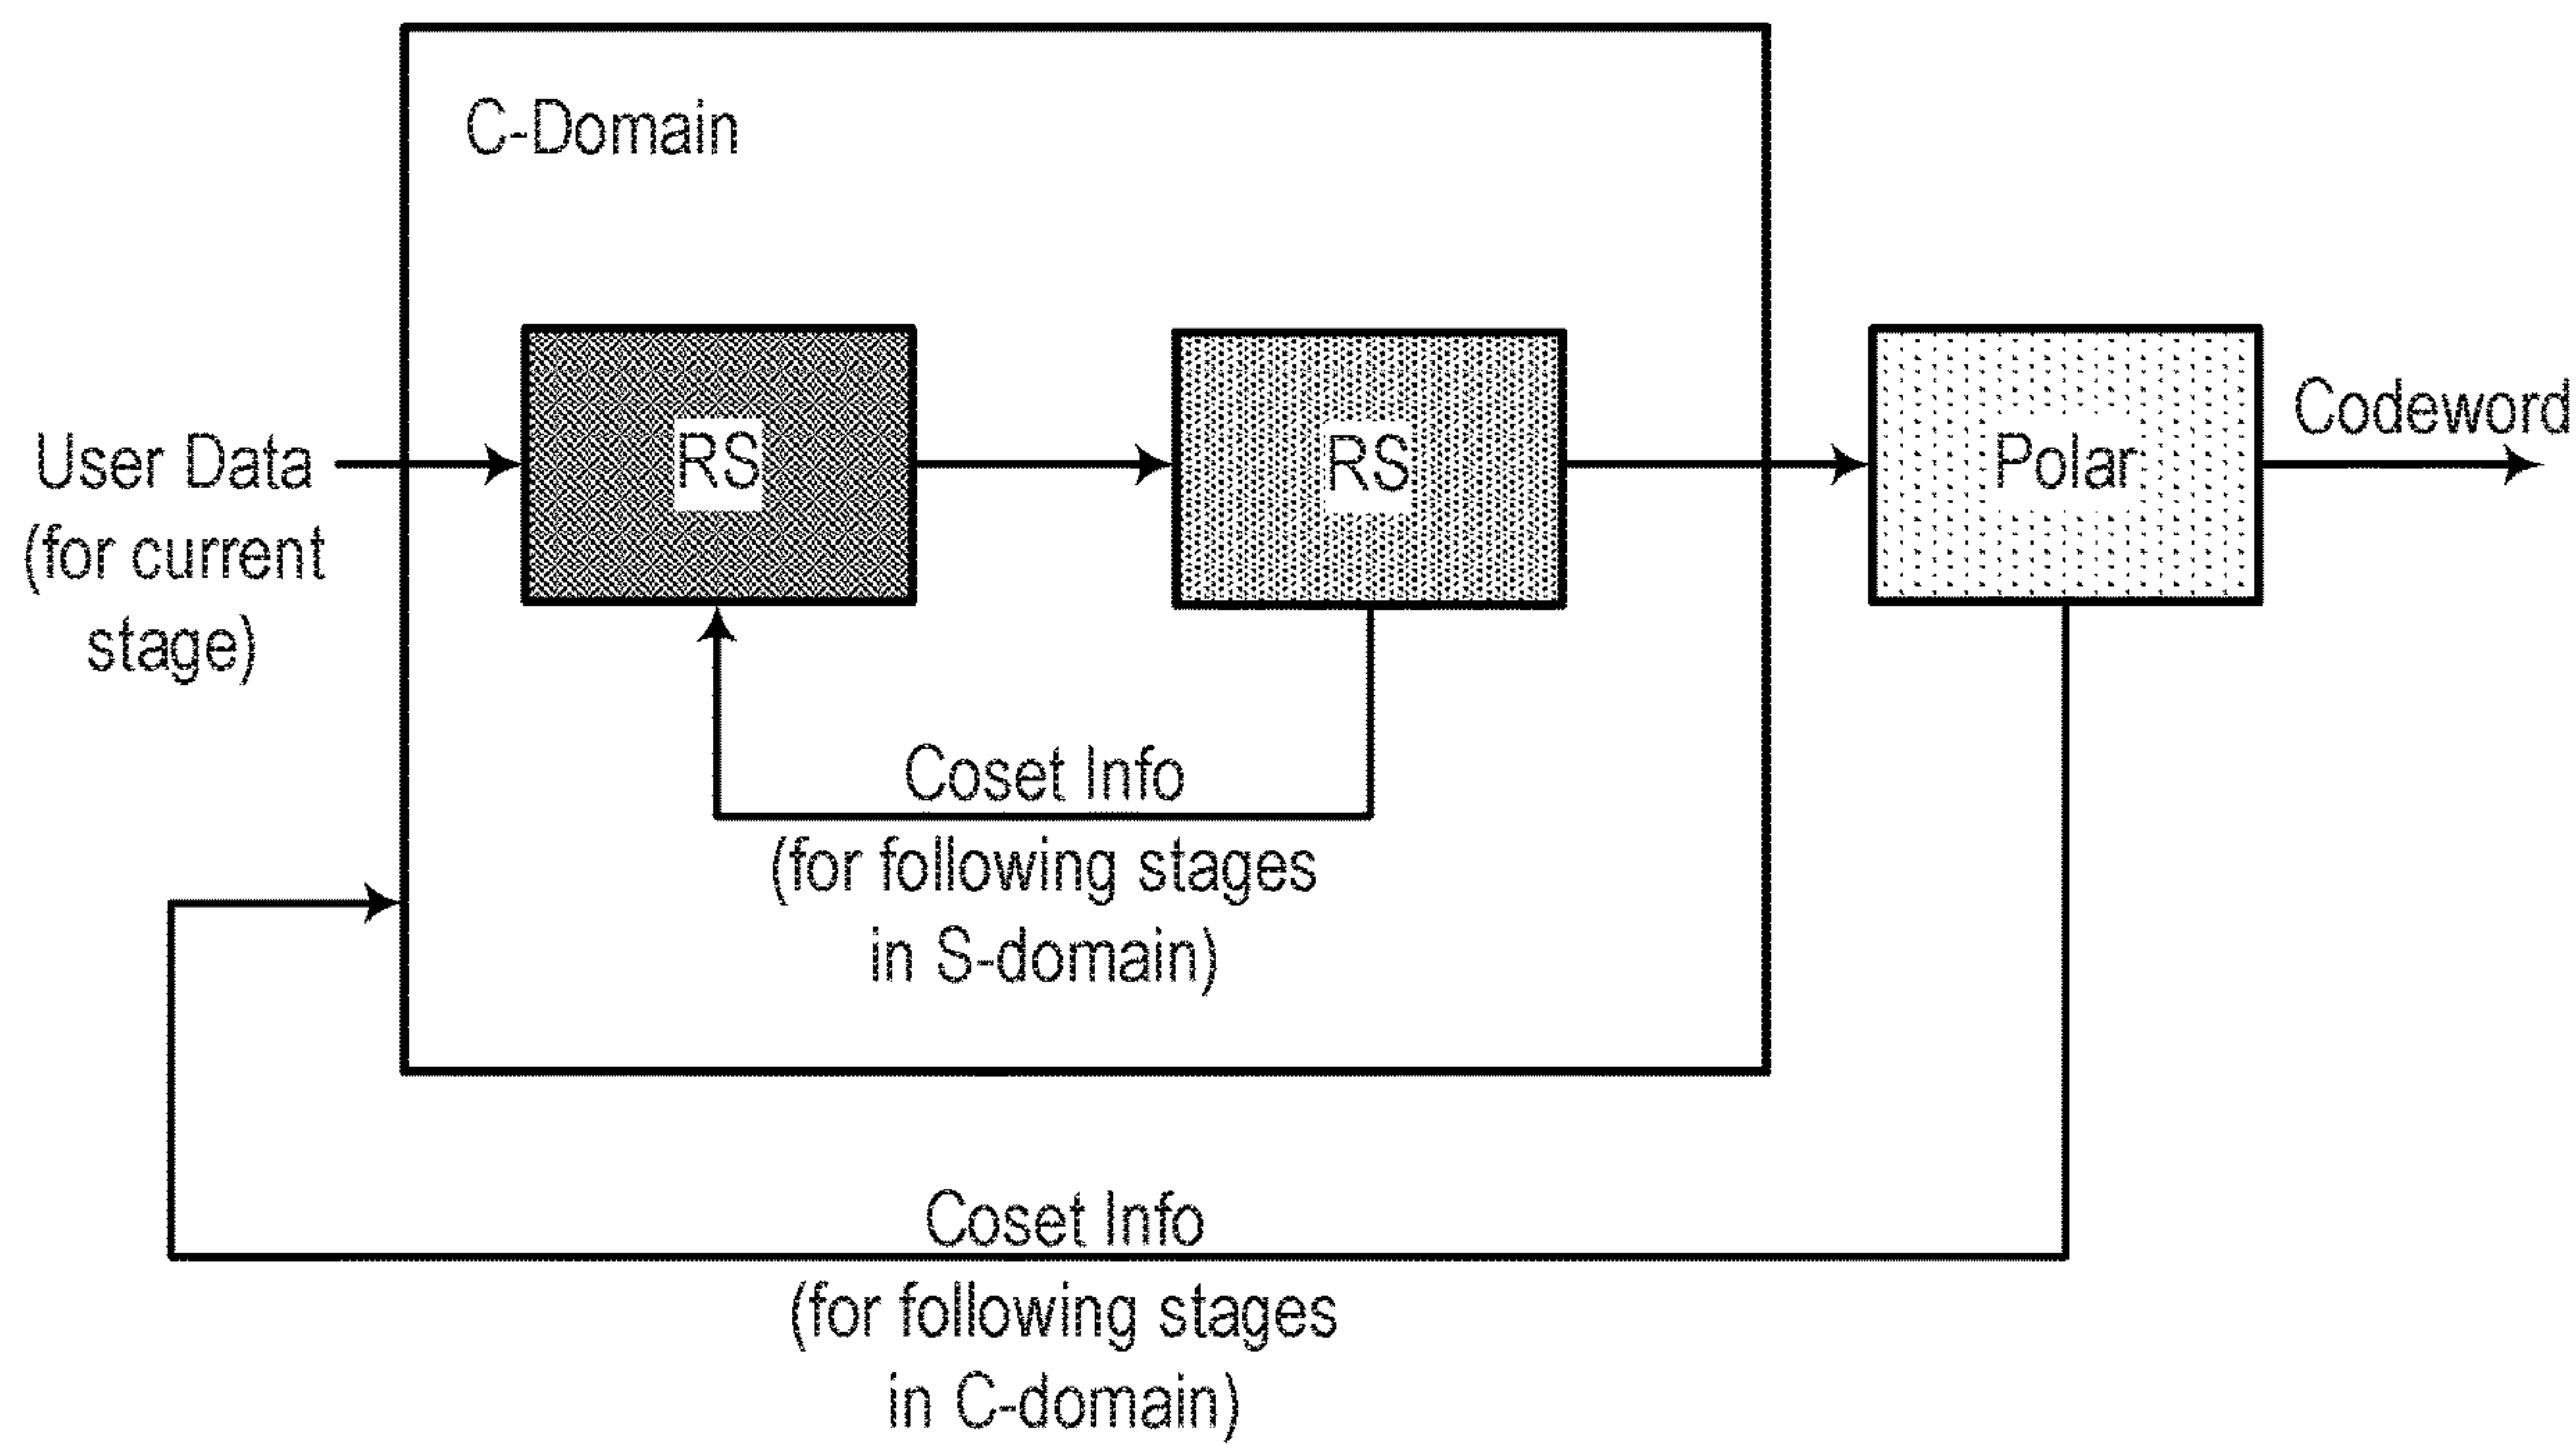 C-Domain
User Data
(for current
stage)
RS
RS
Polar
Codeword
Coset Info
(for following stages
in S-domain)
Coset Info
(for following stages
in C-domain)